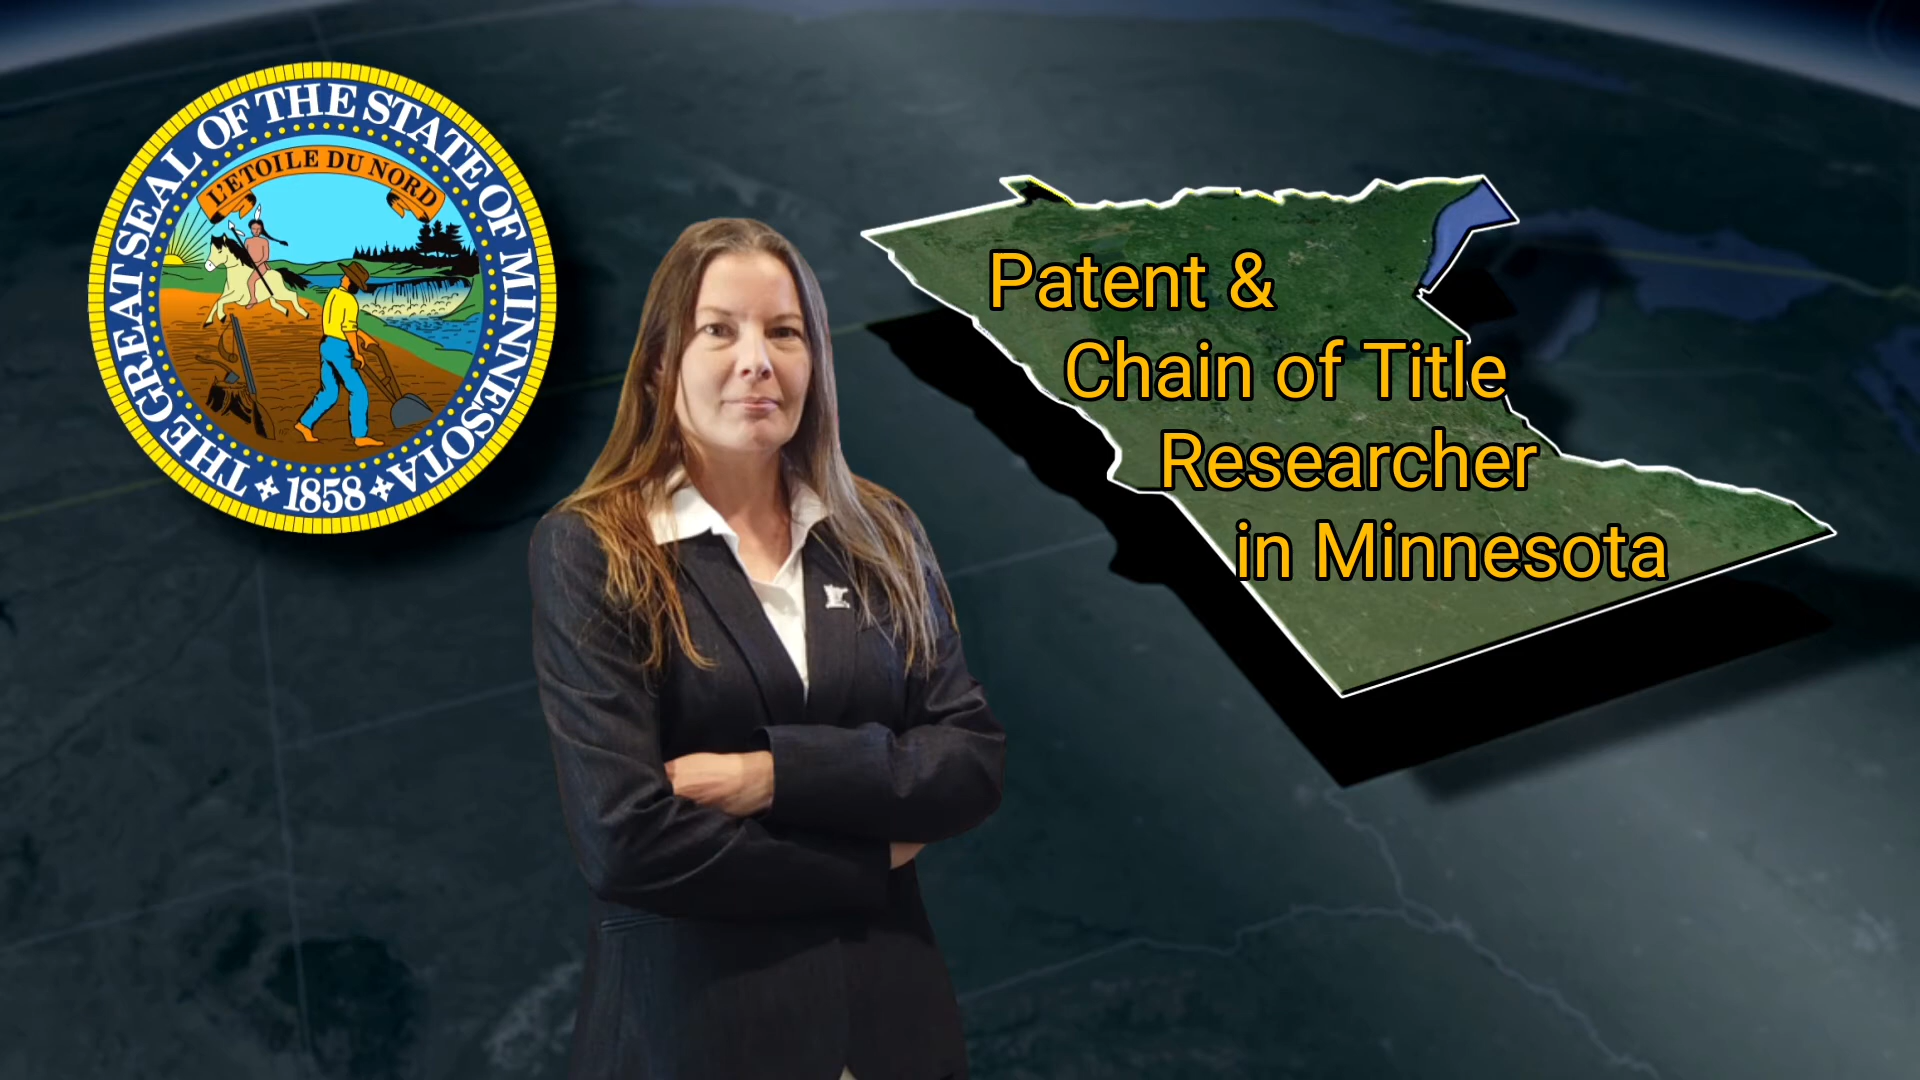 THE GREAT SEAL OF THE STATE OF MINNESOTA
L'ETOILE DU NORD
1858
Patent &
Chain of Title
Researcher
in Minnesota